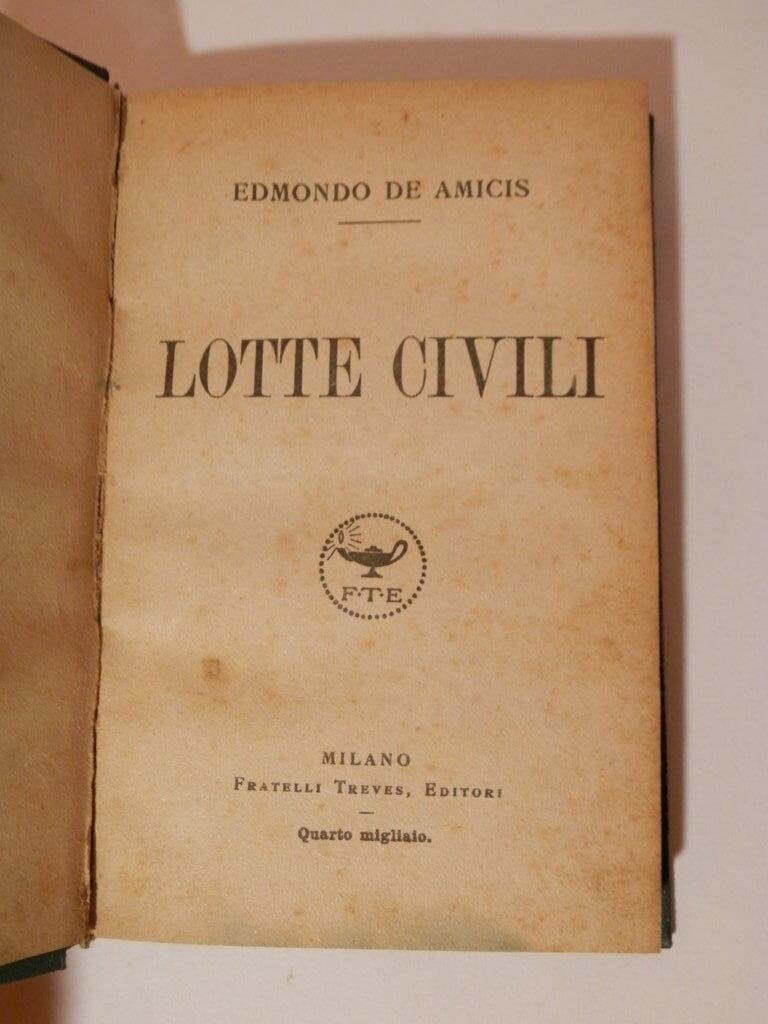 EDMONDO DE AMICIS
LOTTE CIVILI
F·T·E
MILANO
FRATELLI TREVES, EDITORI
Quarto migliaio.